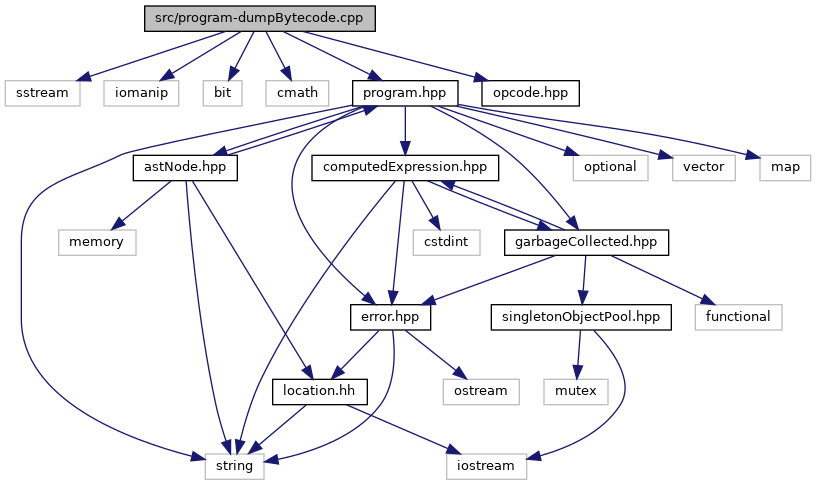 src/program-dumpBytecode.cpp
sstream
iomanip
bit
cmath
program.hpp
opcode.hpp
astNode.hpp
computedExpression.hpp
optional
vector
map
memory
cstdint
garbageCollected.hpp
error.hpp
singletonObjectPool.hpp
functional
location.hh
ostream
mutex
string
iostream